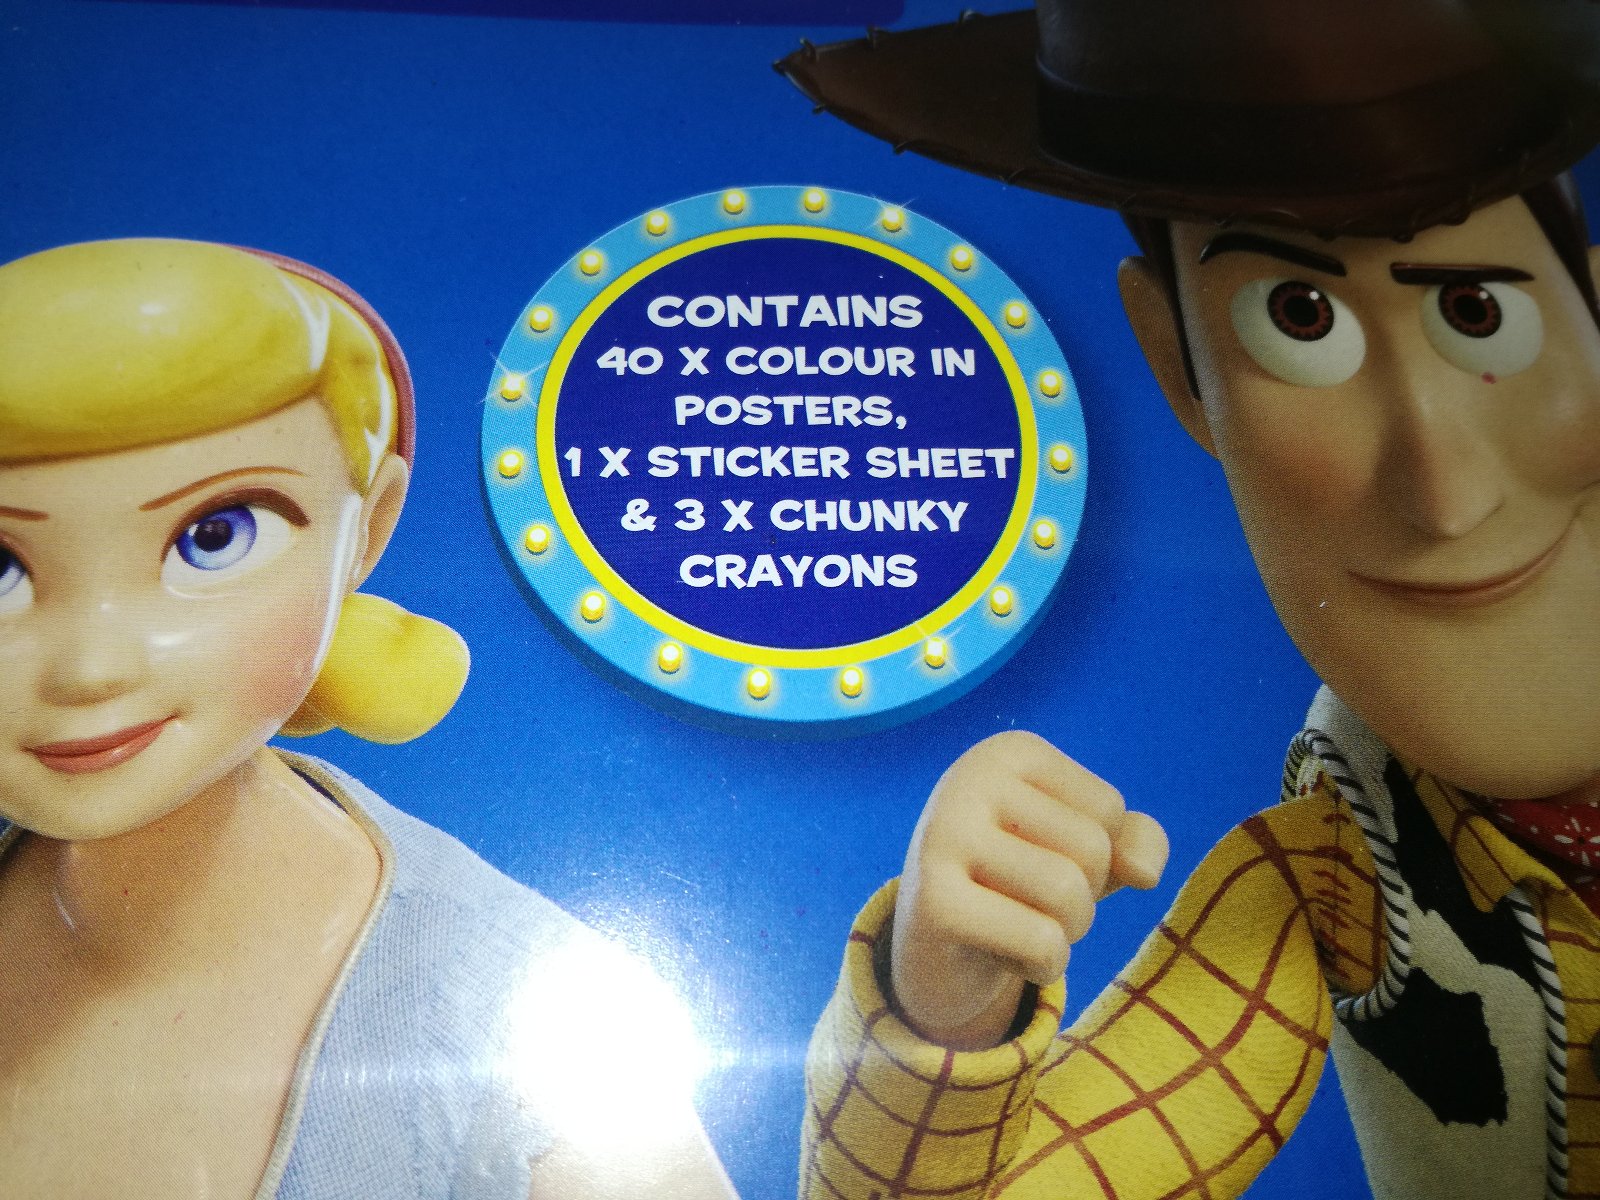 CONTAINS
40 X COLOUR IN
POSTERS,
1 X STICKER SHEET
& 3 X CHUNKY
CRAYONS